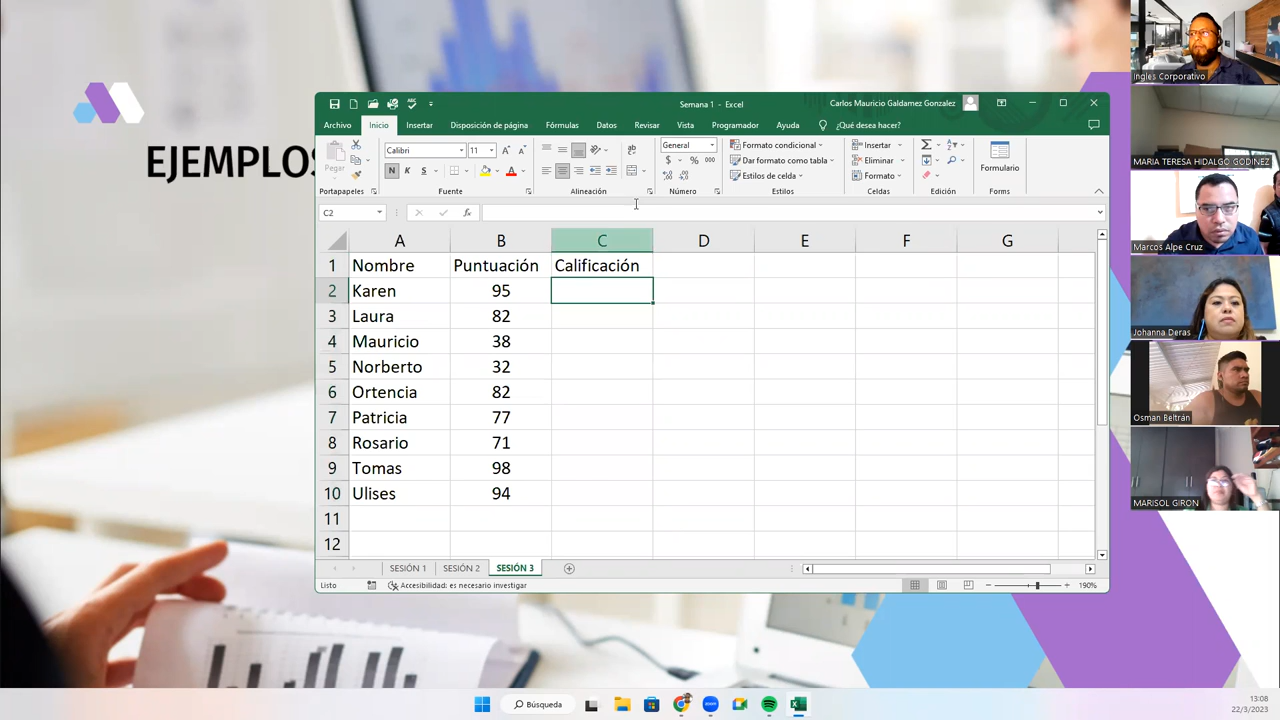 EJEMPLOS
Semana 1 - Excel
Carlos Mauricio Galdamez Gonzalez
Archivo Inicio Insertar Disposición de página Fórmulas Datos Revisar Vista Programador Ayuda ¿Qué desea hacer?
Pegar
Calibri 11
N K S
General
$ % 000
Formato condicional
Dar formato como tabla
Estilos de celda
Insertar
Eliminar
Formato
Formulario
Portapapeles Fuente Alineación Número Estilos Celdas Edición Forms
C2 fx
A B C D E F G
1 Nombre Puntuación Calificación
2 Karen 95
3 Laura 82
4 Mauricio 38
5 Norberto 32
6 Ortencia 82
7 Patricia 77
8 Rosario 71
9 Tomas 98
10 Ulises 94
11
12
SESIÓN 1 SESIÓN 2 SESIÓN 3
Listo Accesibilidad: es necesario investigar 190%
Ingles Corporativo
MARIA TERESA HIDALGO GODINEZ
Marcos Alpe Cruz
Johanna Deras
Osman Beltrán
MARISOL GIRON
Búsqueda
13:08
22/3/2023